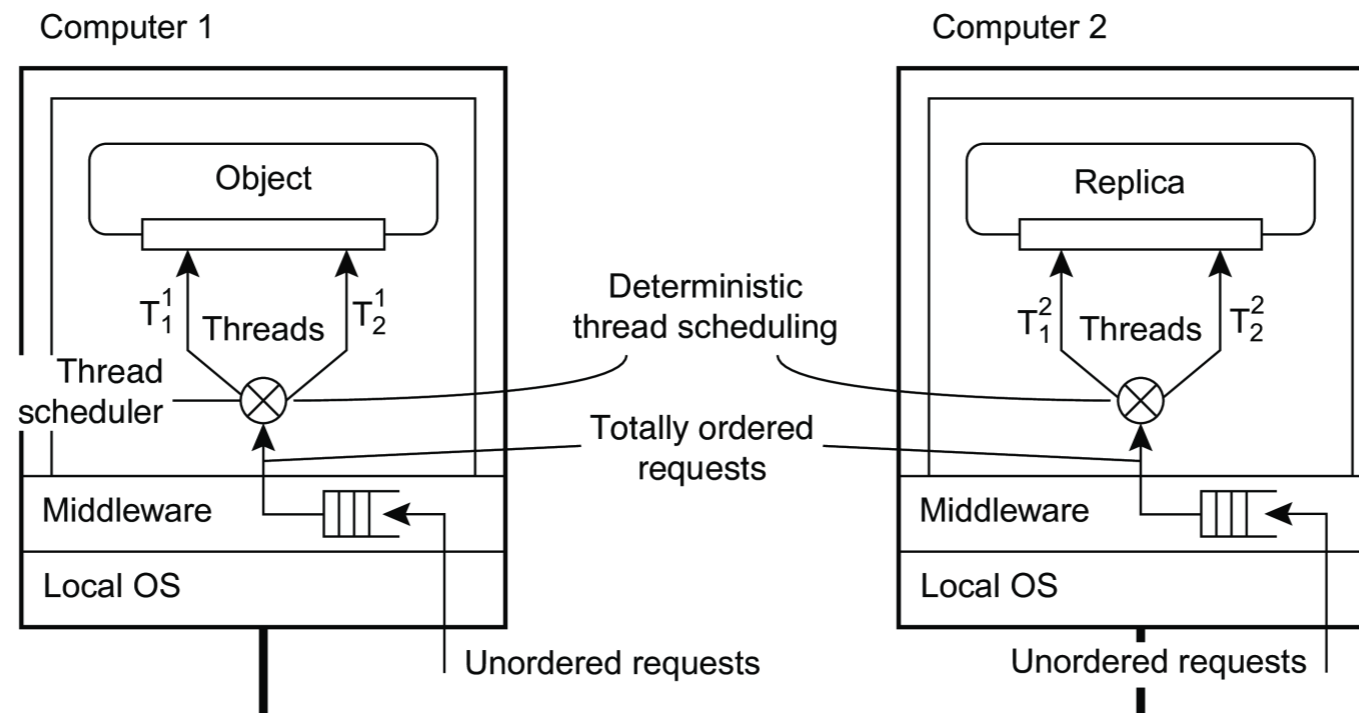 Computer 1
Computer 2
Object
Replica
T₁¹
Threads
T₂¹
Deterministic
thread scheduling
T₁²
Threads
T₂²
Thread
scheduler
Totally ordered
requests
Middleware
Middleware
Local OS
Local OS
Unordered requests
Unordered requests